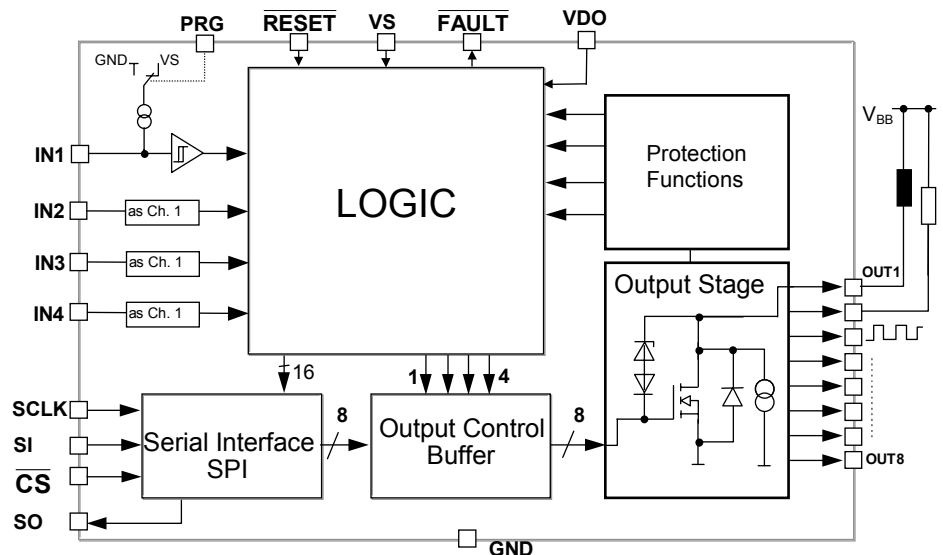 PRG
RESET
VS
FAULT
VDO
GND
VS
VBB
IN1
LOGIC
Protection
Functions
IN2
as Ch. 1
IN3
as Ch. 1
IN4
as Ch. 1
Output Stage
OUT1
16
1
4
SCLK
SI
CS
SO
Serial Interface
SPI
8
Output Control
Buffer
8
OUT8
GND